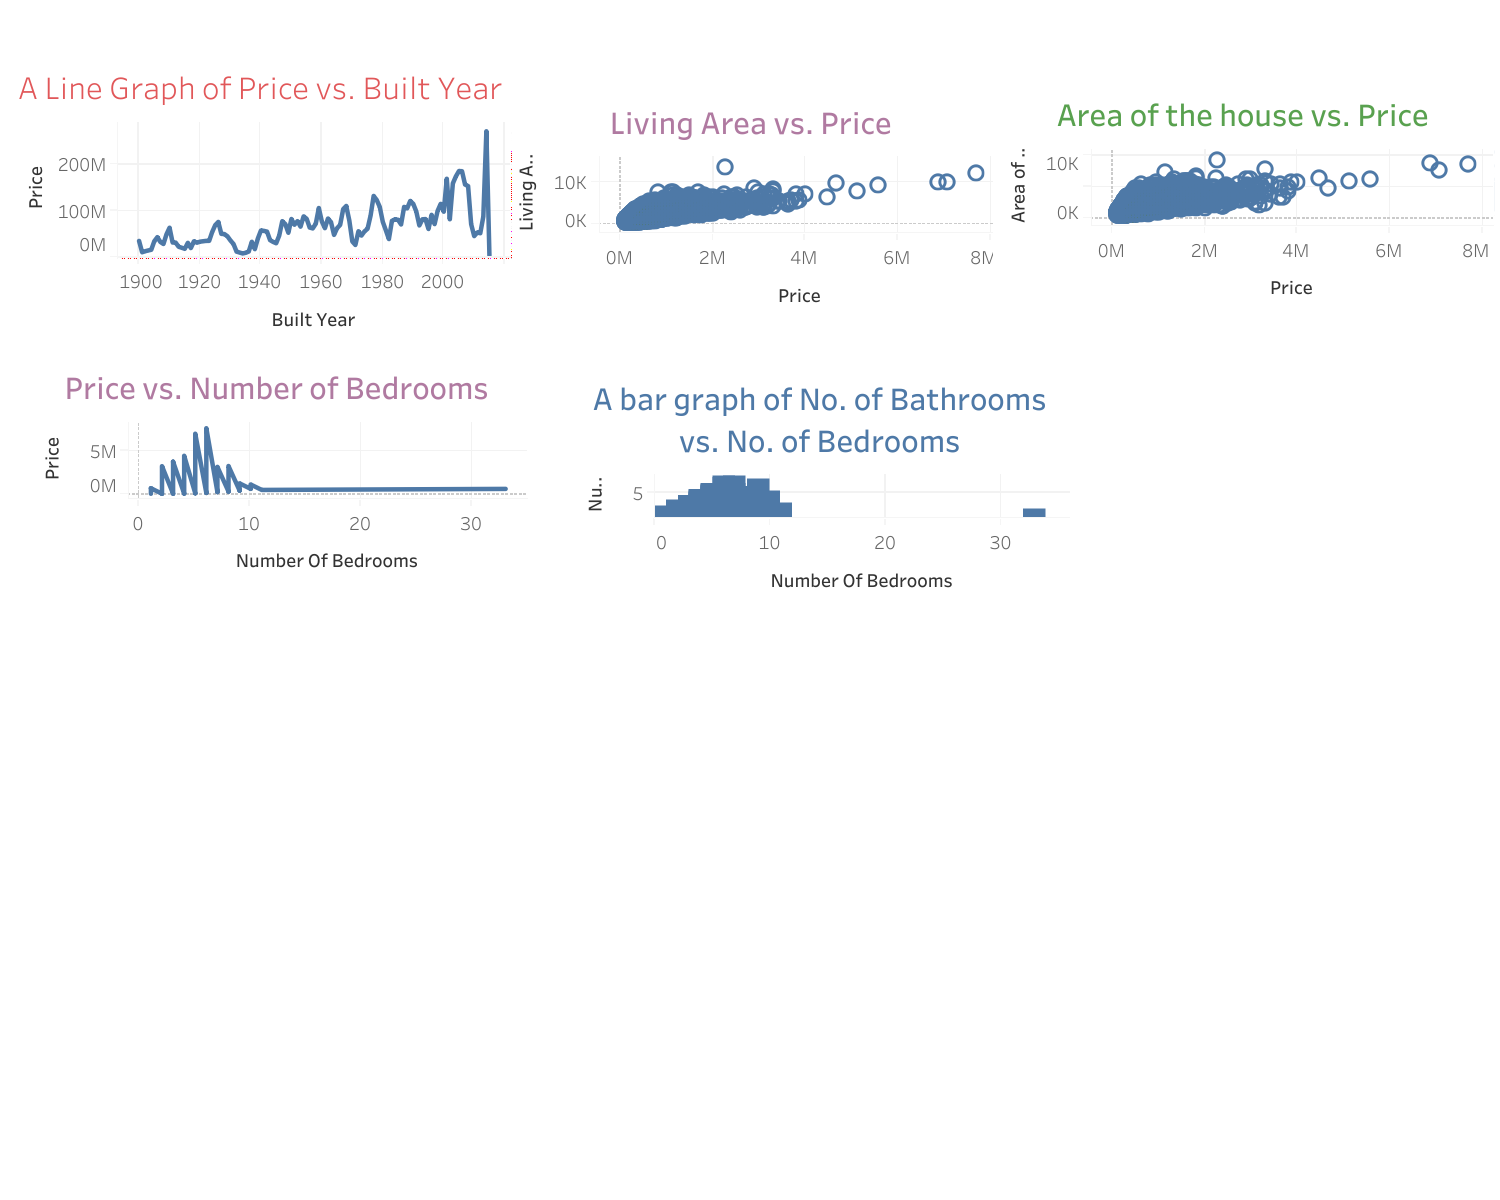 A Line Graph of Price vs. Built Year
Price
200M
100M
0M
1900 1920 1940 1960 1980 2000
Built Year
Living Area vs. Price
Living A..
10K
0K
0M 2M 4M 6M 8M
Price
Area of the house vs. Price
Area of ..
10K
0K
0M 2M 4M 6M 8M
Price
Price vs. Number of Bedrooms
Price
5M
0M
0 10 20 30
Number Of Bedrooms
A bar graph of No. of Bathrooms
vs. No. of Bedrooms
Nu..
5
0 10 20 30
Number Of Bedrooms